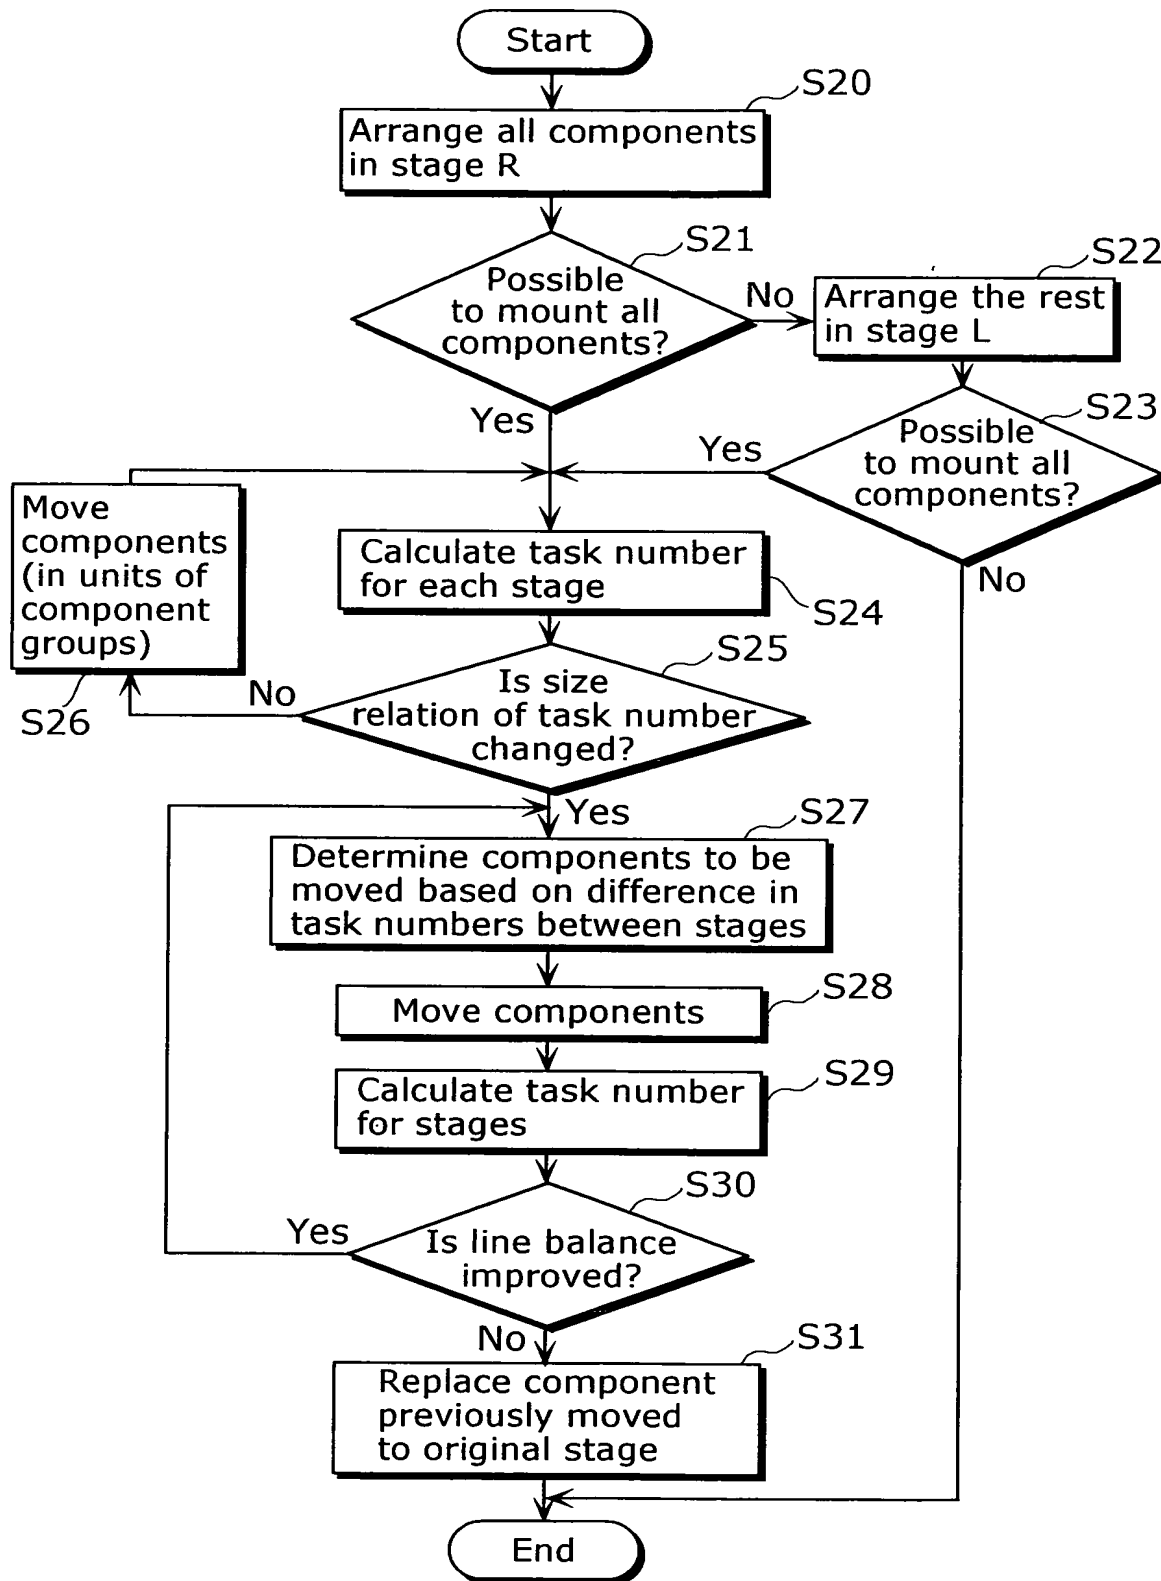 Start
S20
Arrange all components
in stage R
S21
Possible
to mount all
components?
No
S22
Arrange the rest
in stage L
Yes
S23
Possible
to mount all
components?
Yes
No
Move
components
(in units of
component
groups)
S26
Calculate task number
for each stage
S24
S25
Is size
relation of task number
changed?
No
Yes
S27
Determine components to be
moved based on difference in
task numbers between stages
S28
Move components
S29
Calculate task number
for stages
S30
Is line balance
improved?
Yes
No
S31
Replace component
previously moved
to original stage
End